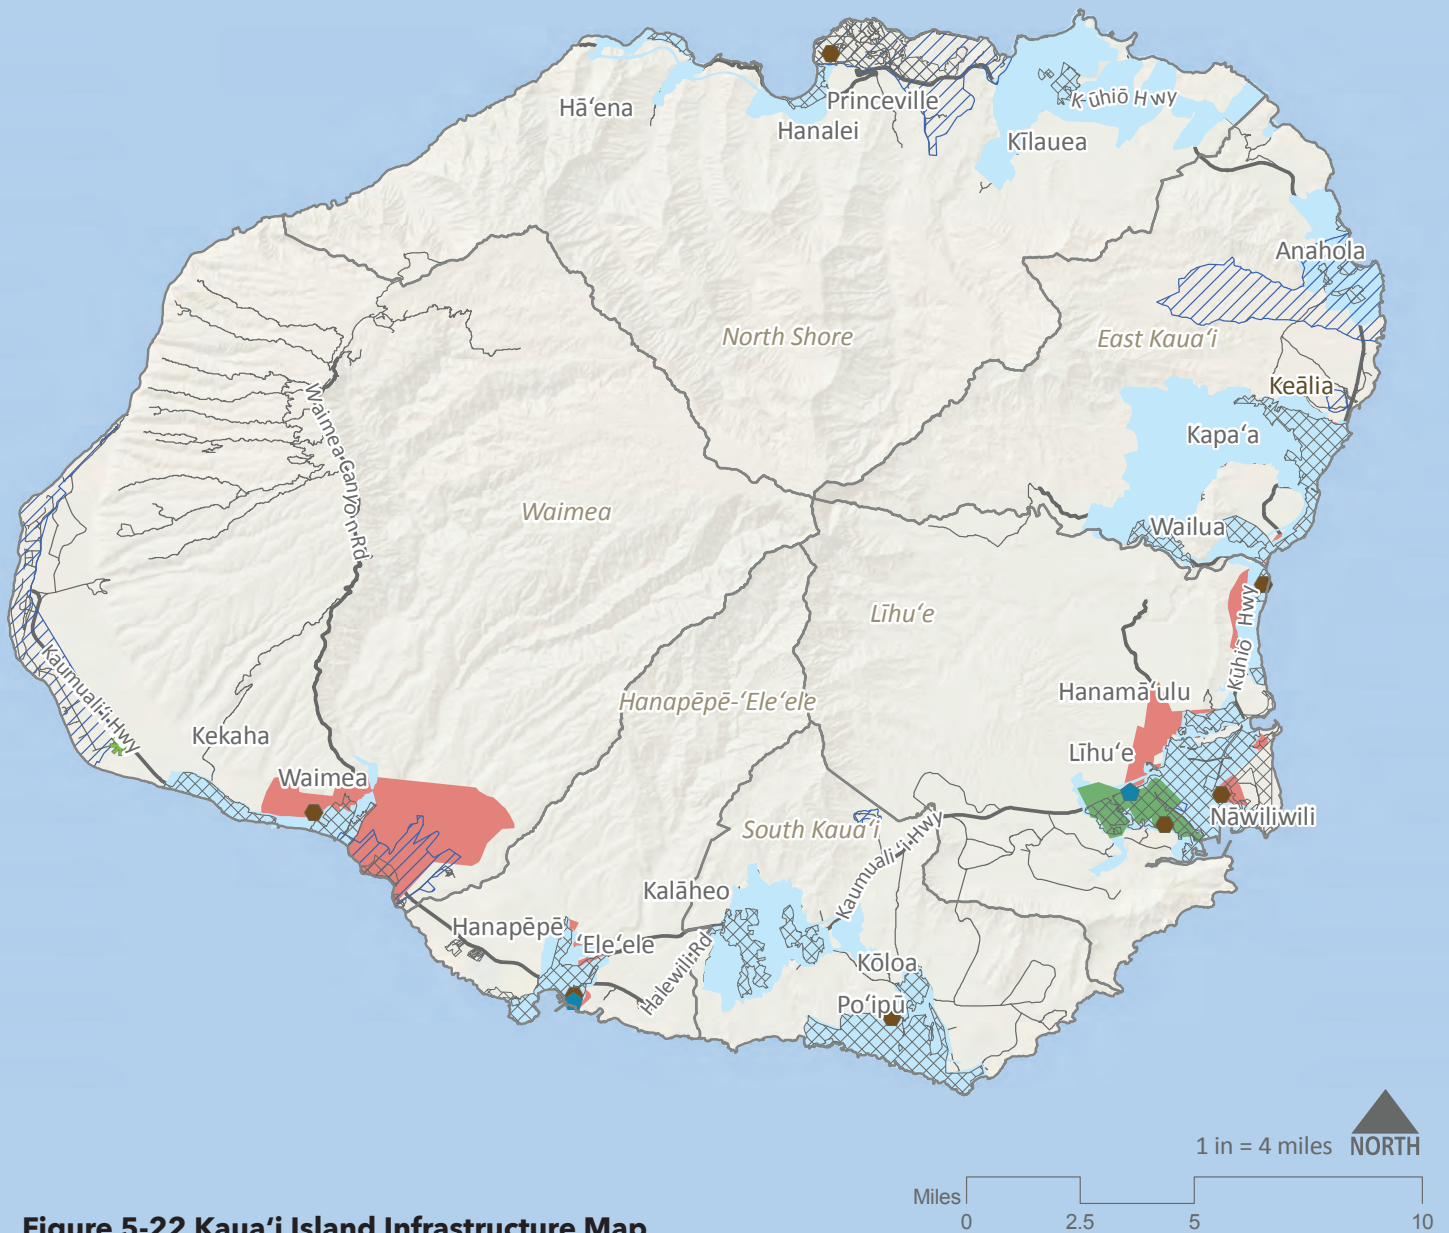 Hāʻena
Princeville
Hanalei
Kūhiō Hwy
Kīlauea
Anahola
North Shore
East Kauaʻi
Keālia
Waimea Canyon Rd
Kapaʻa
Waimea
Wailua
Līhuʻe
Kūhiō Hwy
Hanapēpē-ʻEleʻele
Hanamāʻulu
Kaumualiʻi Hwy
Kekaha
Līhuʻe
Waimea
Nāwiliwili
South Kauaʻi
Kaumualiʻi Hwy
Kalāheo
Hanapēpē
ʻEleʻele
Halewili Rd
Kōloa
Poʻipū
1 in = 4 miles
NORTH
Miles
0 2.5 5 10
Figure 5-22 Kauaʻi Island Infrastructure Map